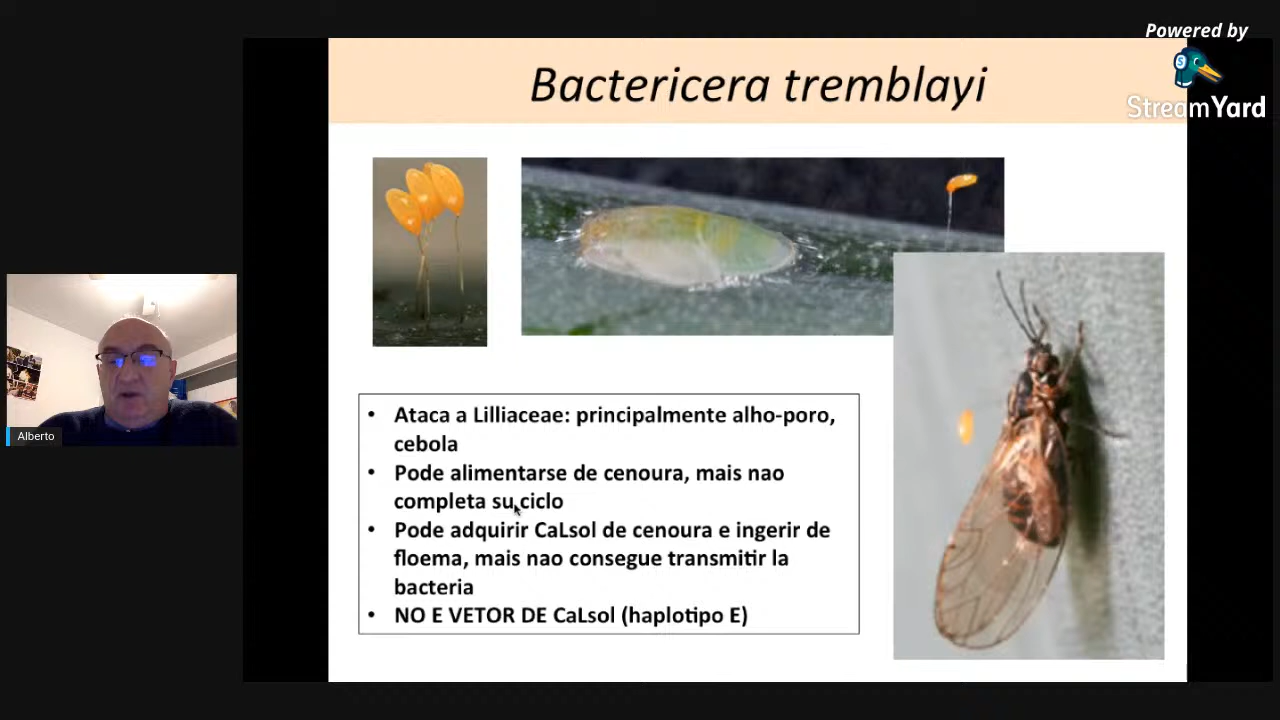 Powered by
StreamYard
Bactericera tremblayi
• Ataca a Lilliaceae: principalmente alho-poro,
cebola
• Pode alimentarse de cenoura, mais nao
completa su ciclo
• Pode adquirir CaLsol de cenoura e ingerir de
floema, mais nao consegue transmitir la
bacteria
• NO E VETOR DE CaLsol (haplotipo E)
Alberto